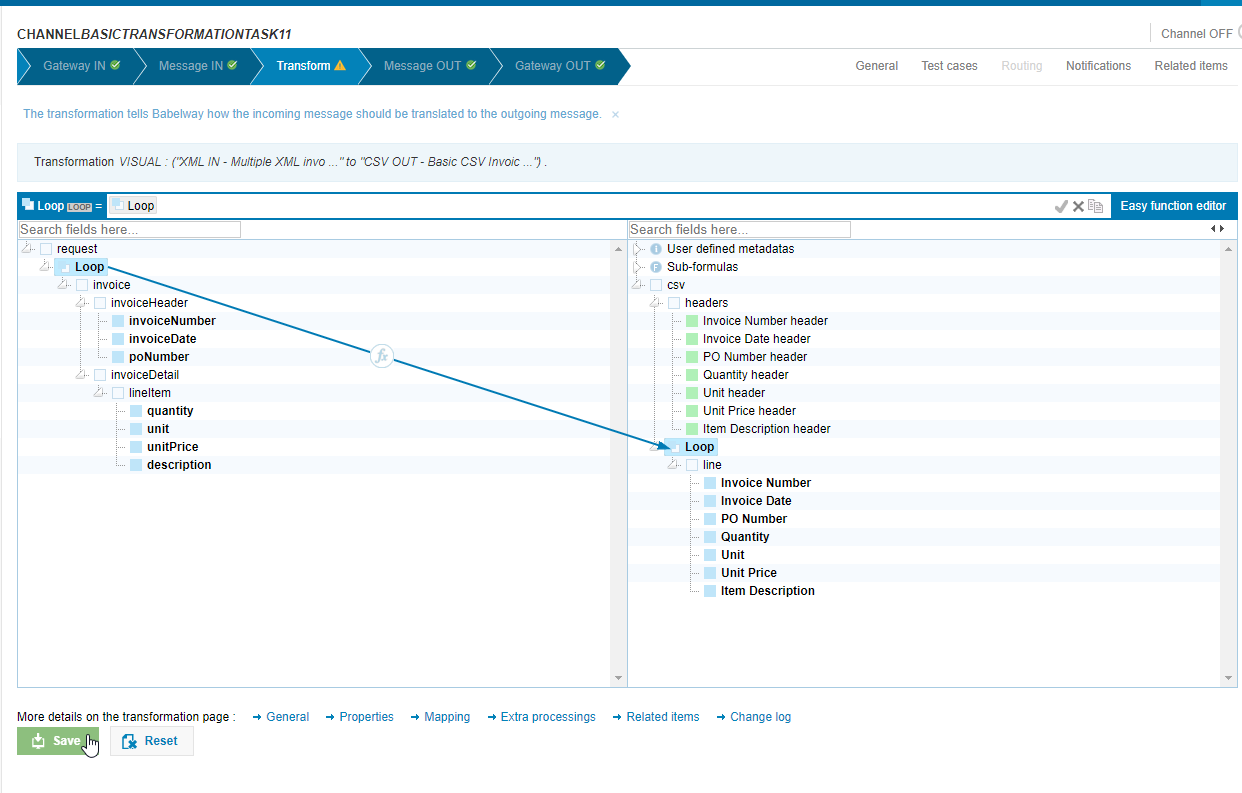 CHANNELBASICTRANSFORMATIONTASK11
Channel OFF
Gateway IN Message IN Transform Message OUT Gateway OUT
General Test cases Routing Notifications Related items
The transformation tells Babelway how the incoming message should be translated to the outgoing message. ×
Transformation VISUAL : ("XML IN - Multiple XML invo ..." to "CSV OUT - Basic CSV Invoic ...") .
Loop LOOP = Loop Easy function editor
Search fields here...
request
Loop
invoice
invoiceHeader
invoiceNumber
invoiceDate
poNumber
invoiceDetail
lineItem
quantity
unit
unitPrice
description
fx
Search fields here...
i User defined metadatas
F Sub-formulas
csv
headers
Invoice Number header
Invoice Date header
PO Number header
Quantity header
Unit header
Unit Price header
Item Description header
Loop
line
Invoice Number
Invoice Date
PO Number
Quantity
Unit
Unit Price
Item Description
More details on the transformation page : General Properties Mapping Extra processings Related items Change log
Save Reset